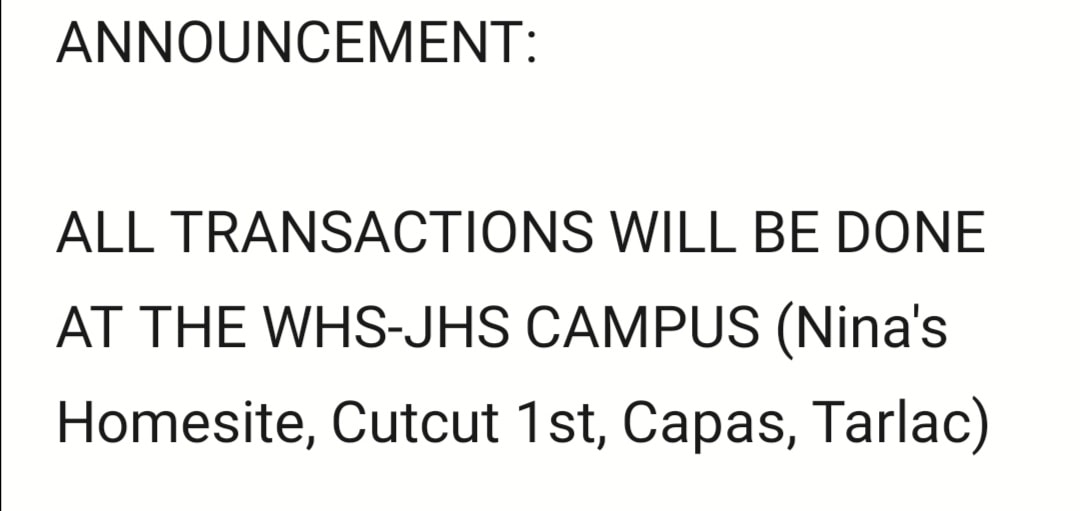 ANNOUNCEMENT:
ALL TRANSACTIONS WILL BE DONE
AT THE WHS-JHS CAMPUS (Nina's
Homesite, Cutcut 1st, Capas, Tarlac)